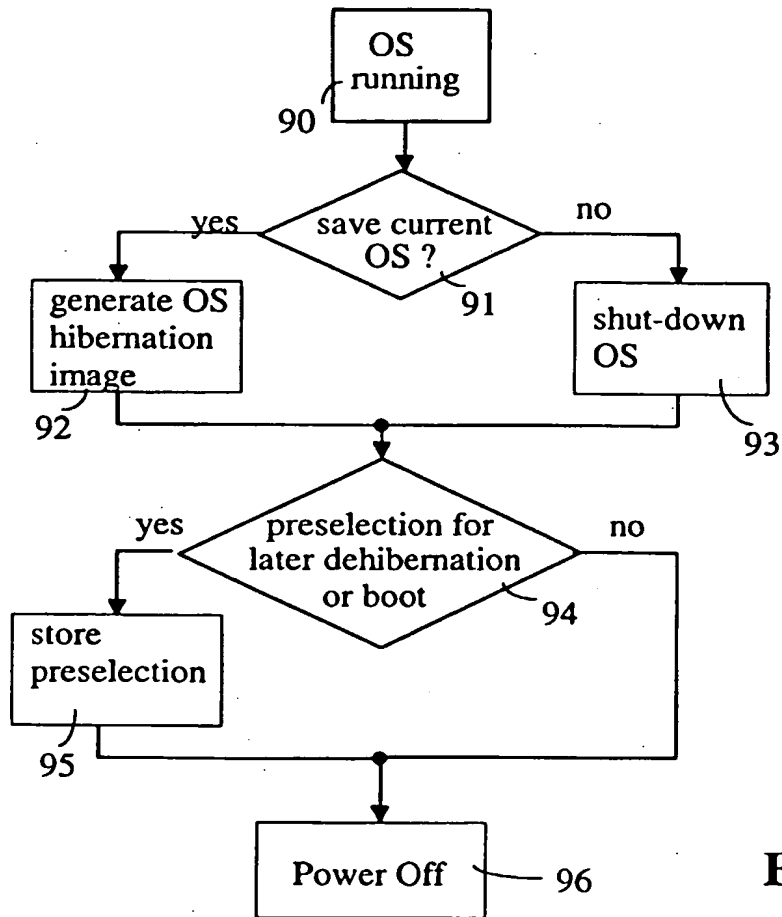 OS
running
90
save current
OS ?
91
yes
no
generate OS
hibernation
image
92
shut-down
OS
93
preselection for
later dehibernation
or boot
94
yes
no
store
preselection
95
Power Off
96